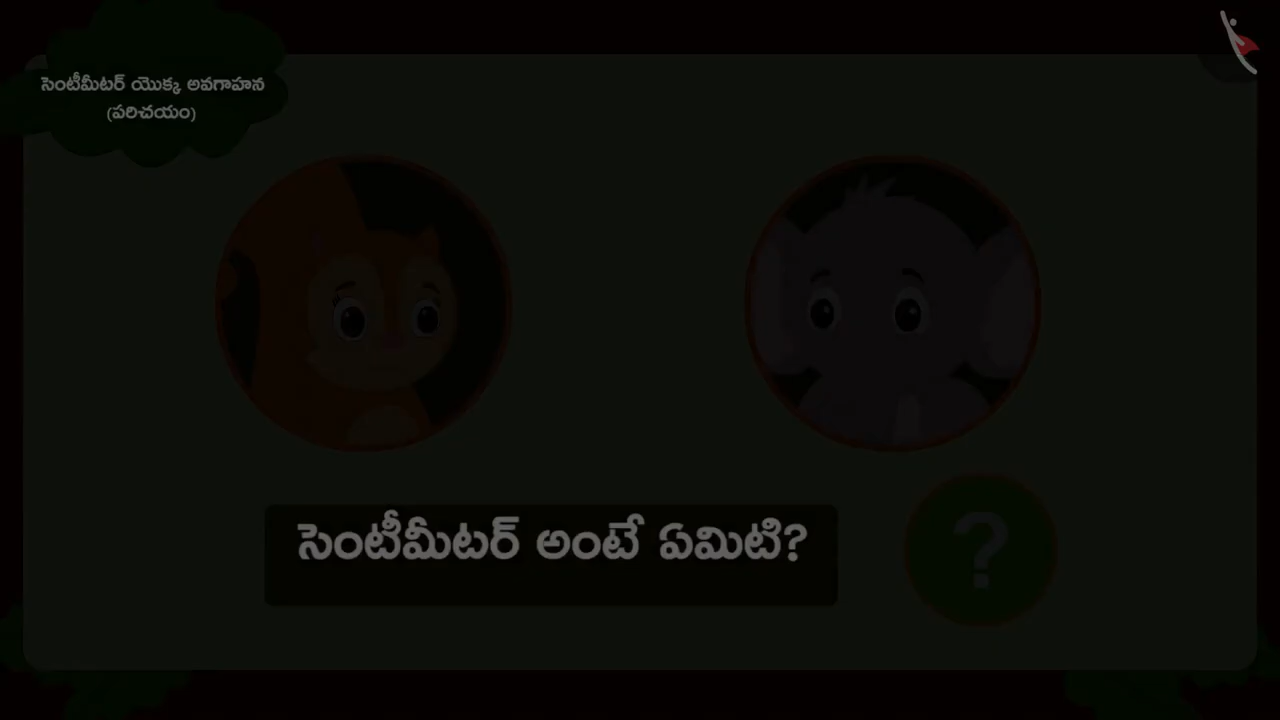 సెంటీమీటర్ యొక్క అవగాహన
(పరిచయం)
సెంటీమీటర్ అంటే ఏమిటి?
?